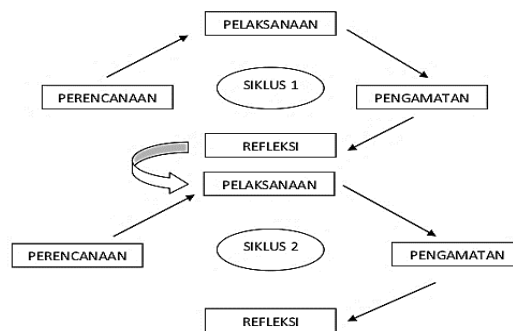 PELAKSANAAN
SIKLUS 1
PERENCANAAN
PENGAMATAN
REFLEKSI
PELAKSANAAN
SIKLUS 2
PERENCANAAN
PENGAMATAN
REFLEKSI